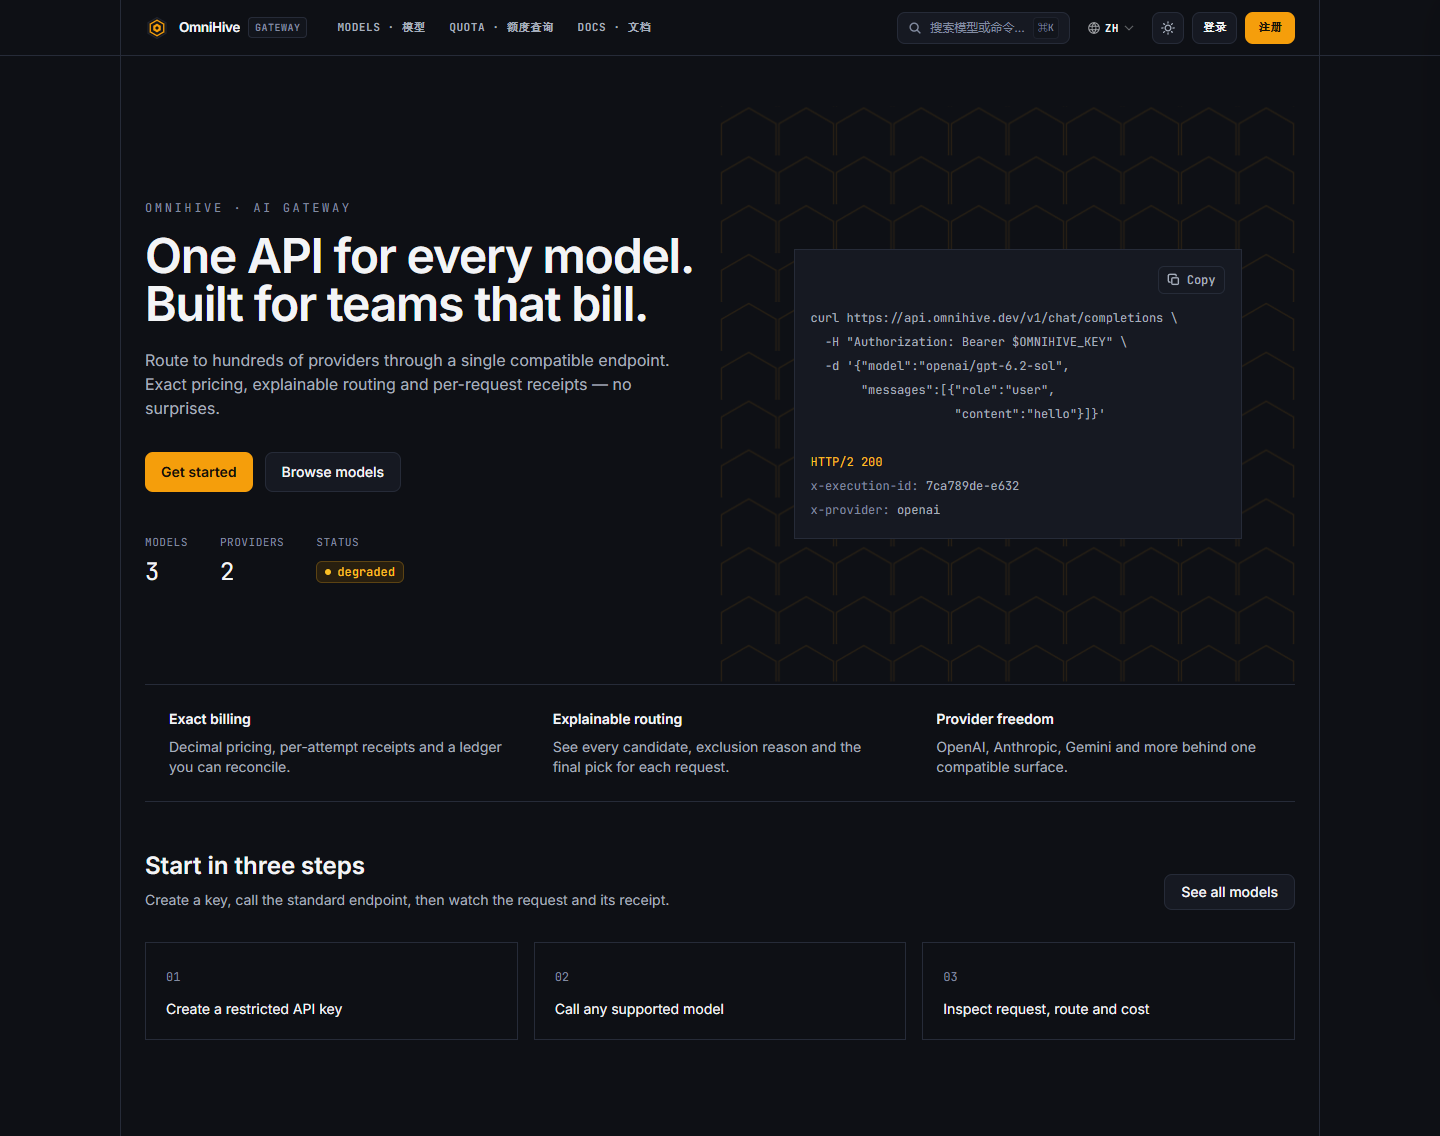 OmniHive GATEWAY MODELS · 模型 QUOTA · 额度查询 DOCS · 文档 搜索模型或命令... ⌘K ZH 登录 注册
OMNIHIVE · AI GATEWAY
One API for every model.
Built for teams that bill.
Route to hundreds of providers through a single compatible endpoint.
Exact pricing, explainable routing and per-request receipts — no
surprises.
Get started Browse models
MODELS PROVIDERS STATUS
3 2 degraded
Copy
curl https://api.omnihive.dev/v1/chat/completions \
-H "Authorization: Bearer $OMNIHIVE_KEY" \
-d '{"model":"openai/gpt-6.2-sol",
"messages":[{"role":"user",
"content":"hello"}]}'
HTTP/2 200
x-execution-id: 7ca789de-e632
x-provider: openai
Exact billing
Decimal pricing, per-attempt receipts and a ledger
you can reconcile.
Explainable routing
See every candidate, exclusion reason and the
final pick for each request.
Provider freedom
OpenAI, Anthropic, Gemini and more behind one
compatible surface.
Start in three steps
Create a key, call the standard endpoint, then watch the request and its receipt.
See all models
01
Create a restricted API key
02
Call any supported model
03
Inspect request, route and cost